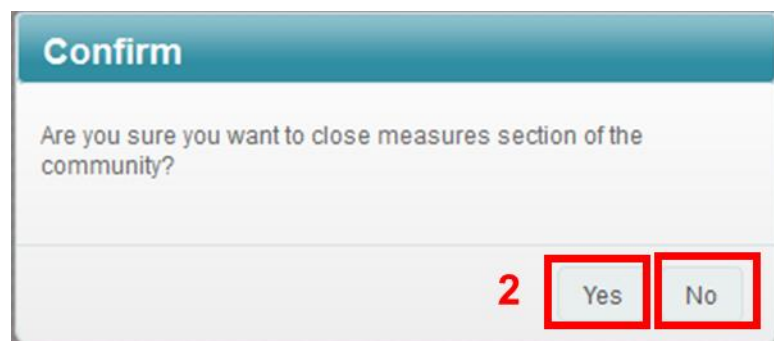 Confirm
Are you sure you want to close measures section of the
community?
2 Yes No